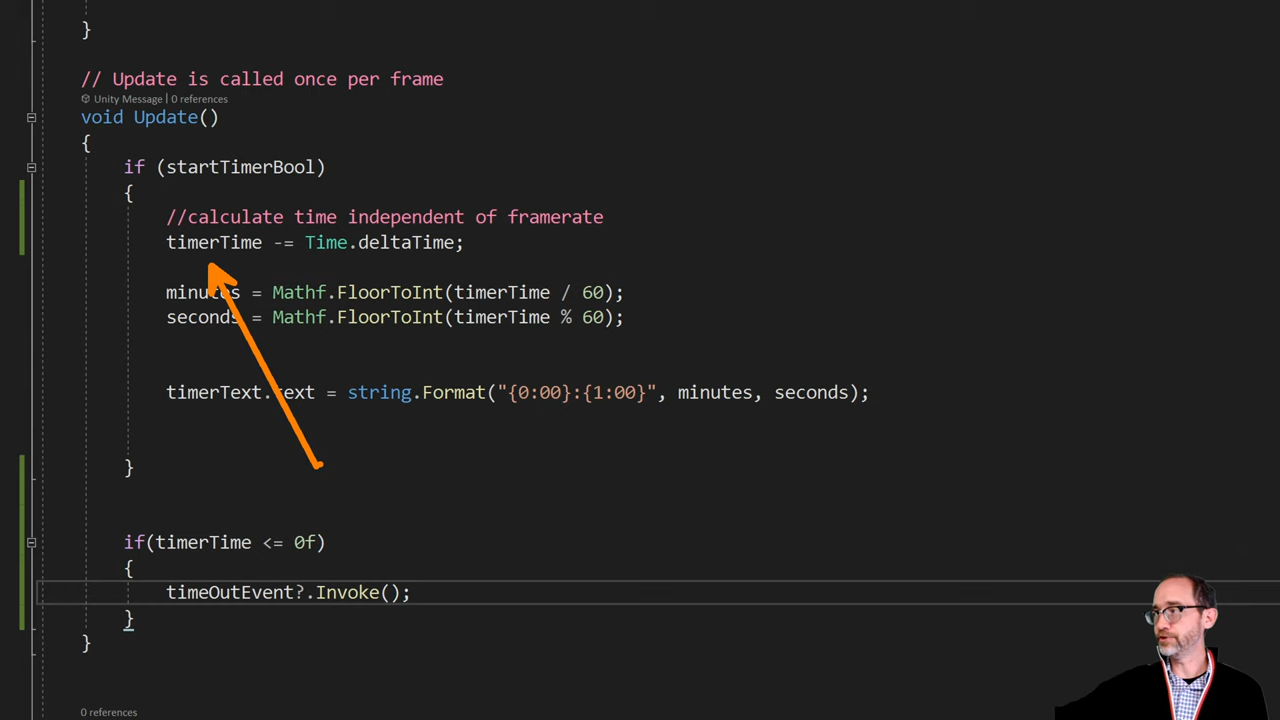 }
// Update is called once per frame
Unity Message | 0 references
void Update()
{
if (startTimerBool)
{
//calculate time independent of framerate
timerTime -= Time.deltaTime;
minutes = Mathf.FloorToInt(timerTime / 60);
seconds = Mathf.FloorToInt(timerTime % 60);
timerText.text = string.Format("{0:00}:{1:00}", minutes, seconds);
}
if(timerTime <= 0f)
{
timeOutEvent?.Invoke();
}
}
0 references